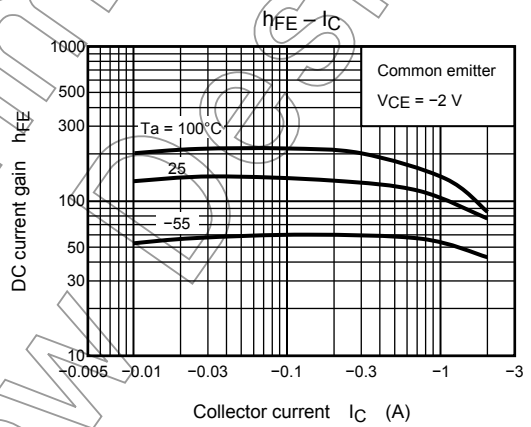 hFE – IC
1000
500
300
100
50
30
10
DC current gain hFE
Common emitter
VCE = −2 V
Ta = 100°C
25
−55
−0.005
−0.01
−0.03
−0.1
−0.3
−1
−3
Collector current IC (A)